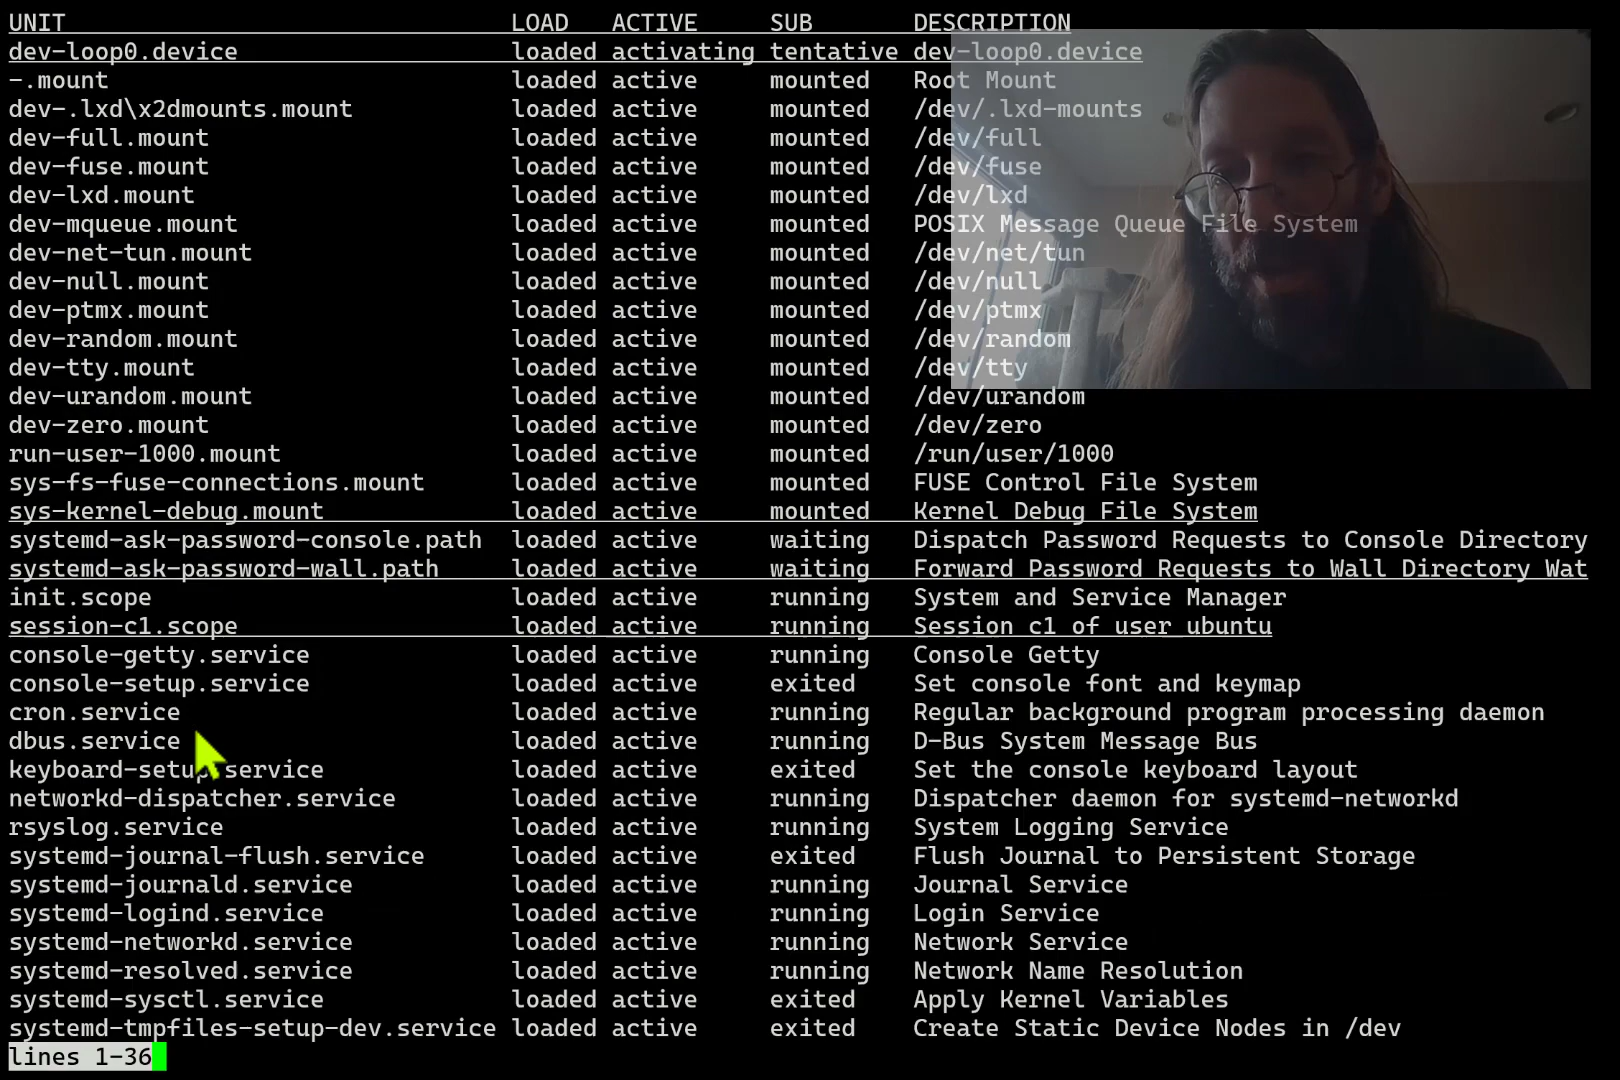 UNIT LOAD ACTIVE SUB DESCRIPTION
dev-loop0.device loaded activating tentative dev-loop0.device
-.mount loaded active mounted Root Mount
dev-.lxd\x2dmounts.mount loaded active mounted /dev/.lxd-mounts
dev-full.mount loaded active mounted /dev/full
dev-fuse.mount loaded active mounted /dev/fuse
dev-lxd.mount loaded active mounted /dev/lxd
dev-mqueue.mount loaded active mounted POSIX Message Queue File System
dev-net-tun.mount loaded active mounted /dev/net/tun
dev-null.mount loaded active mounted /dev/null
dev-ptmx.mount loaded active mounted /dev/ptmx
dev-random.mount loaded active mounted /dev/random
dev-tty.mount loaded active mounted /dev/tty
dev-urandom.mount loaded active mounted /dev/urandom
dev-zero.mount loaded active mounted /dev/zero
run-user-1000.mount loaded active mounted /run/user/1000
sys-fs-fuse-connections.mount loaded active mounted FUSE Control File System
sys-kernel-debug.mount loaded active mounted Kernel Debug File System
systemd-ask-password-console.path loaded active waiting Dispatch Password Requests to Console Directory
systemd-ask-password-wall.path loaded active waiting Forward Password Requests to Wall Directory Wat
init.scope loaded active running System and Service Manager
session-c1.scope loaded active running Session c1 of user ubuntu
console-getty.service loaded active running Console Getty
console-setup.service loaded active exited Set console font and keymap
cron.service loaded active running Regular background program processing daemon
dbus.service loaded active running D-Bus System Message Bus
keyboard-setup.service loaded active exited Set the console keyboard layout
networkd-dispatcher.service loaded active running Dispatcher daemon for systemd-networkd
rsyslog.service loaded active running System Logging Service
systemd-journal-flush.service loaded active exited Flush Journal to Persistent Storage
systemd-journald.service loaded active running Journal Service
systemd-logind.service loaded active running Login Service
systemd-networkd.service loaded active running Network Service
systemd-resolved.service loaded active running Network Name Resolution
systemd-sysctl.service loaded active exited Apply Kernel Variables
systemd-tmpfiles-setup-dev.service loaded active exited Create Static Device Nodes in /dev
lines 1-36